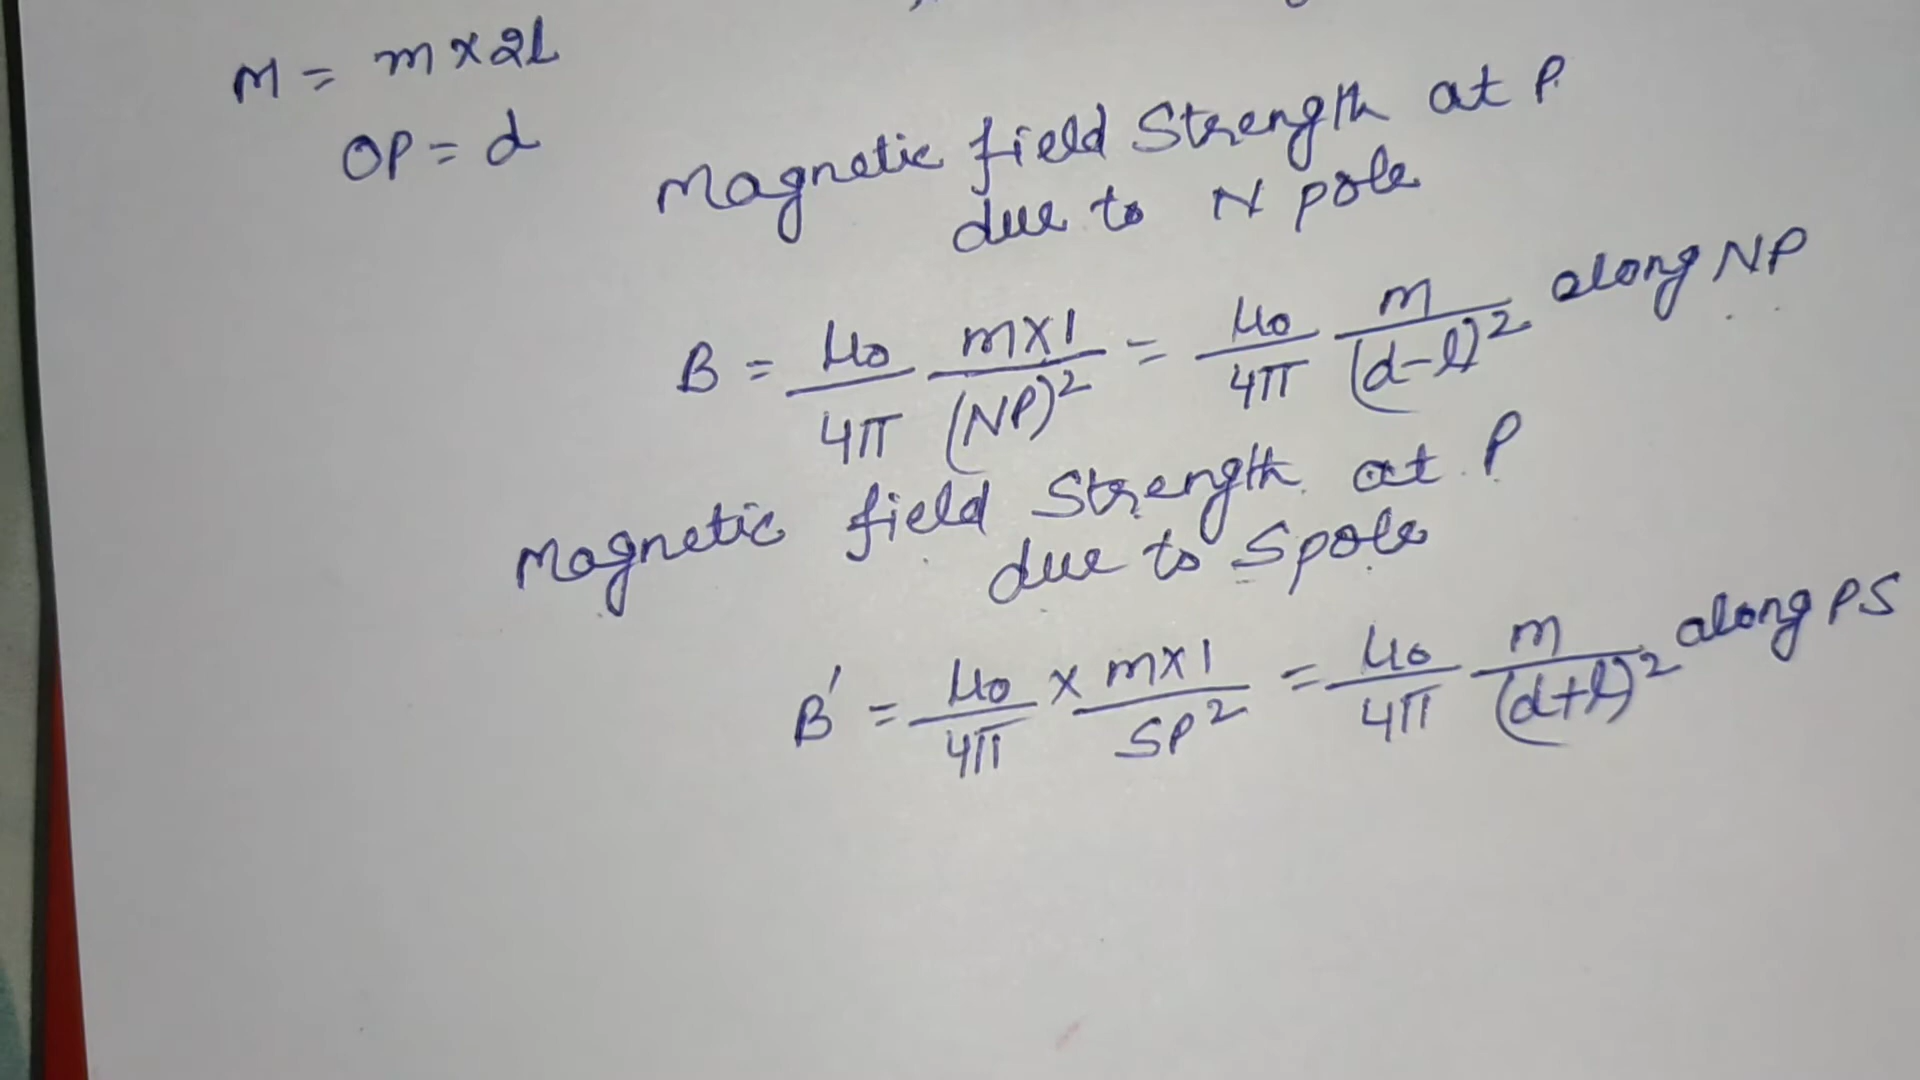 M = m × 2l
OP = d
Magnetic field Strength at P.
due to N pole
B = μ₀/4π m×1/(NP)² = μ₀/4π m/(d-l)² along NP
Magnetic field Strength at P
due to S pole
B' = μ₀/4π × m×1/SP² = μ₀/4π m/(d+l)² along PS